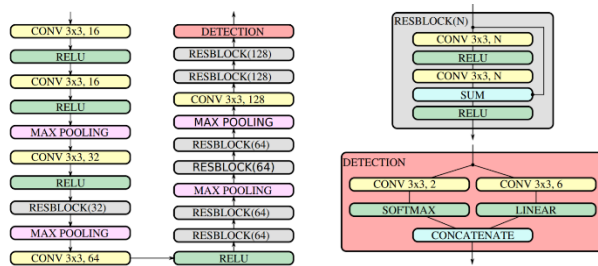 CONV 3x3, 16
RELU
CONV 3x3, 16
RELU
MAX POOLING
CONV 3x3, 32
RELU
RESBLOCK(32)
MAX POOLING
CONV 3x3, 64
DETECTION
RESBLOCK(128)
RESBLOCK(128)
CONV 3x3, 128
MAX POOLING
RESBLOCK(64)
RESBLOCK(64)
MAX POOLING
RESBLOCK(64)
RESBLOCK(64)
RELU
RESBLOCK(N)
CONV 3x3, N
RELU
CONV 3x3, N
SUM
RELU
DETECTION
CONV 3x3, 2 CONV 3x3, 6
SOFTMAX LINEAR
CONCATENATE